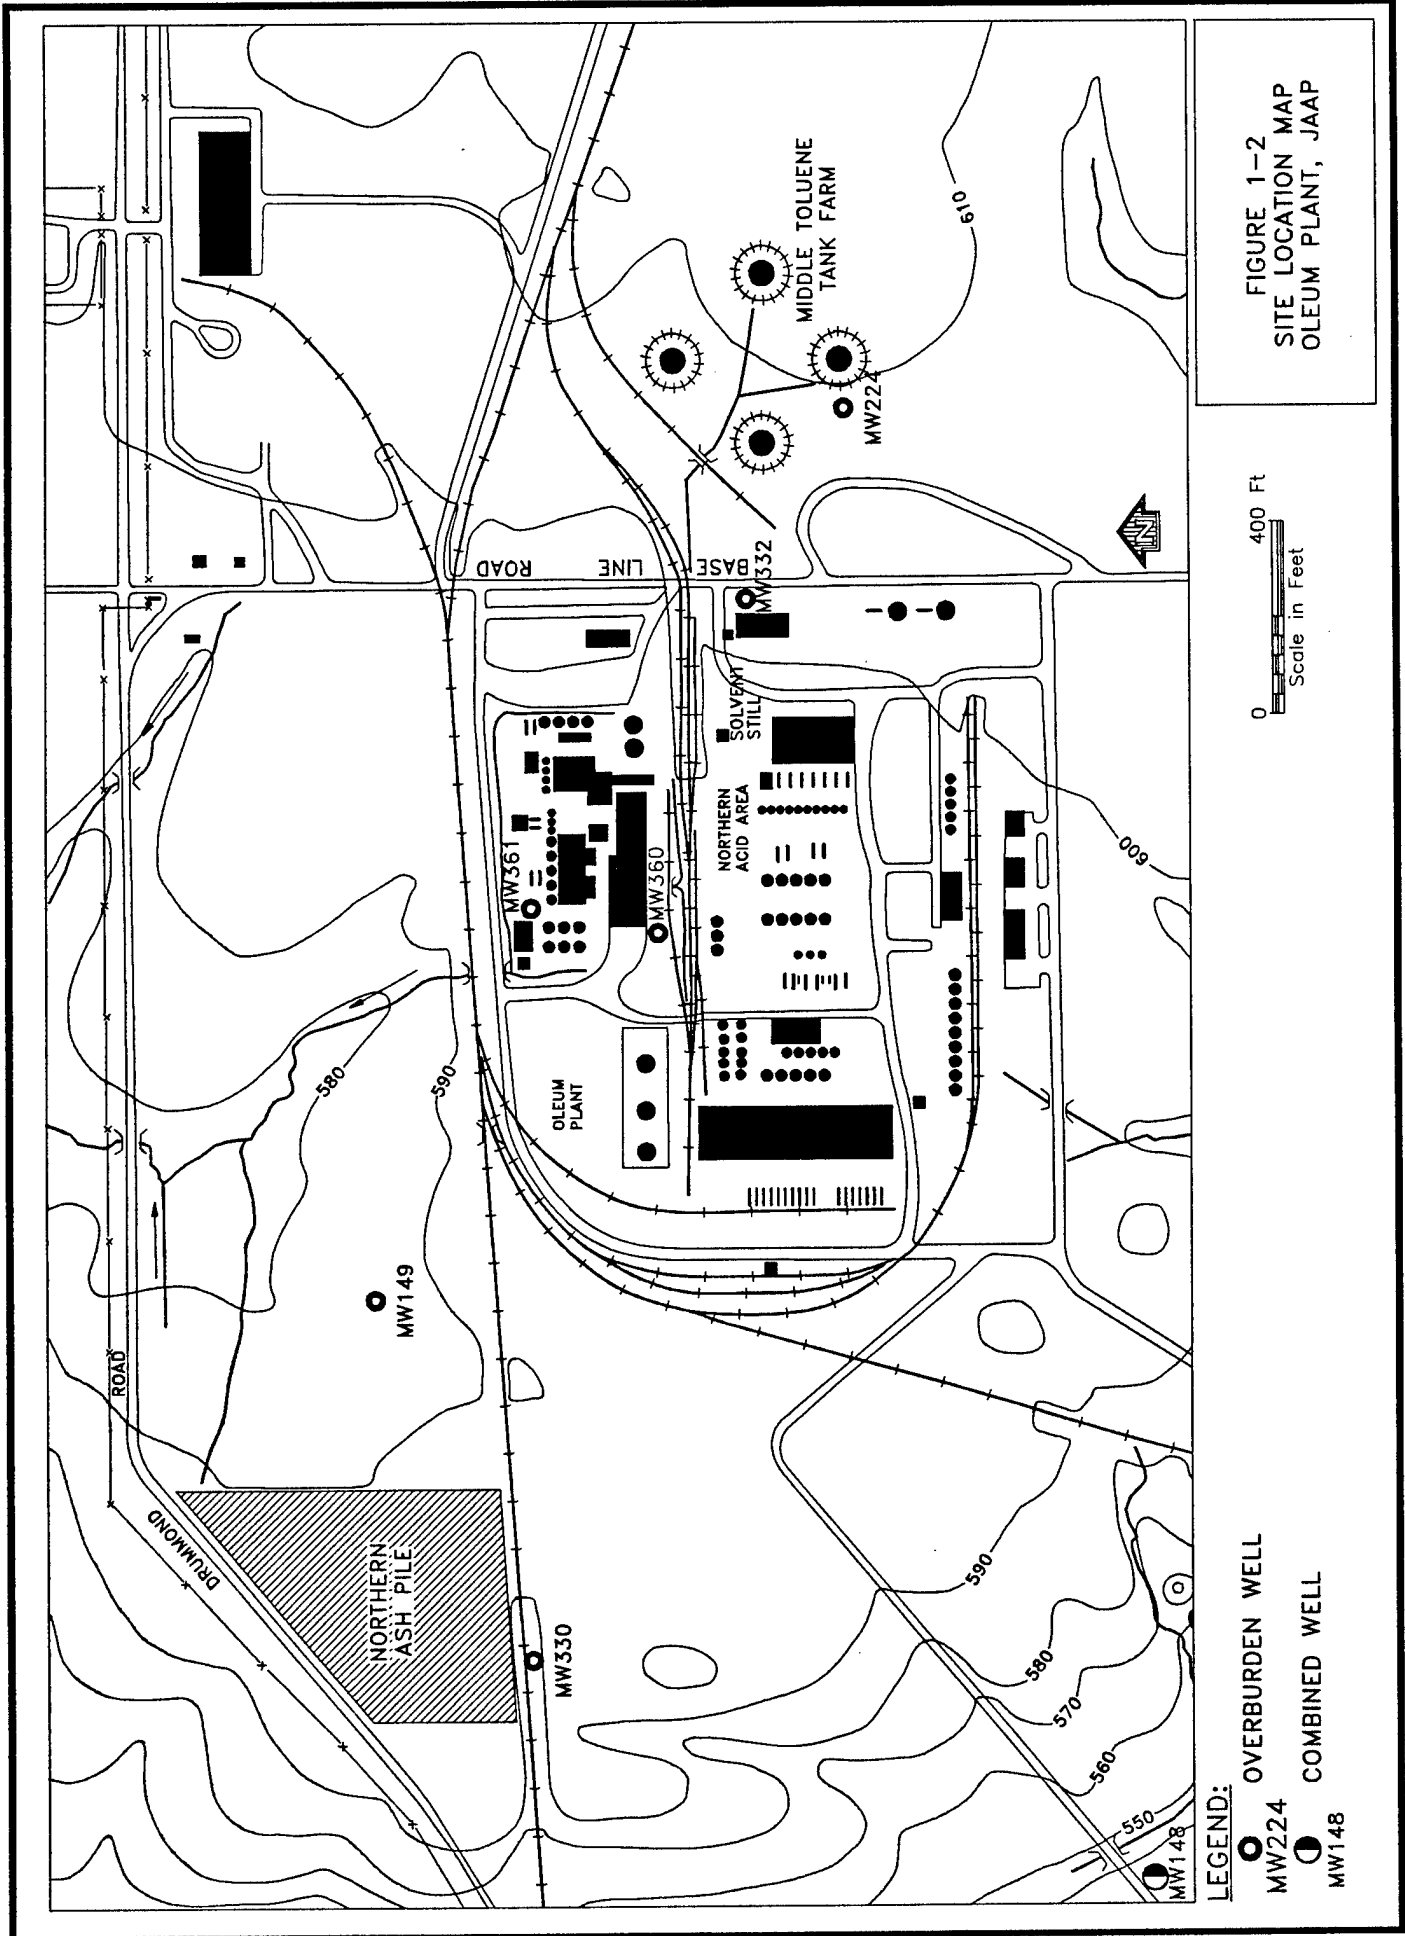 ROAD
DRUMMOND
NORTHERN
ASH PILE
MW330
MW149
580
590
OLEUM
PLANT
MW361
MW360
NORTHERN
ACID AREA
SOLVENT
STILL
BASE LINE ROAD
MW332
MW224
MIDDLE TOLUENE
TANK FARM
610
600
590
580
570
560
550
MW148
N
LEGEND:
MW224 OVERBURDEN WELL
MW148 COMBINED WELL
0 400 Ft
Scale in Feet
FIGURE 1-2
SITE LOCATION MAP
OLEUM PLANT, JAAP